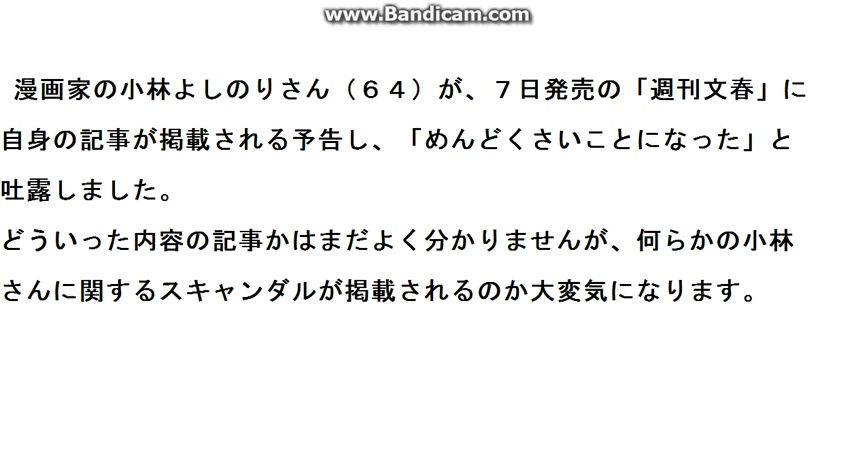 www.Bandicam.com
漫画家の小林よしのりさん（６４）が、７日発売の「週刊文春」に
自身の記事が掲載される予告し、「めんどくさいことになった」と
吐露しました。
どういった内容の記事かはまだよく分かりませんが、何らかの小林
さんに関するスキャンダルが掲載されるのか大変気になります。